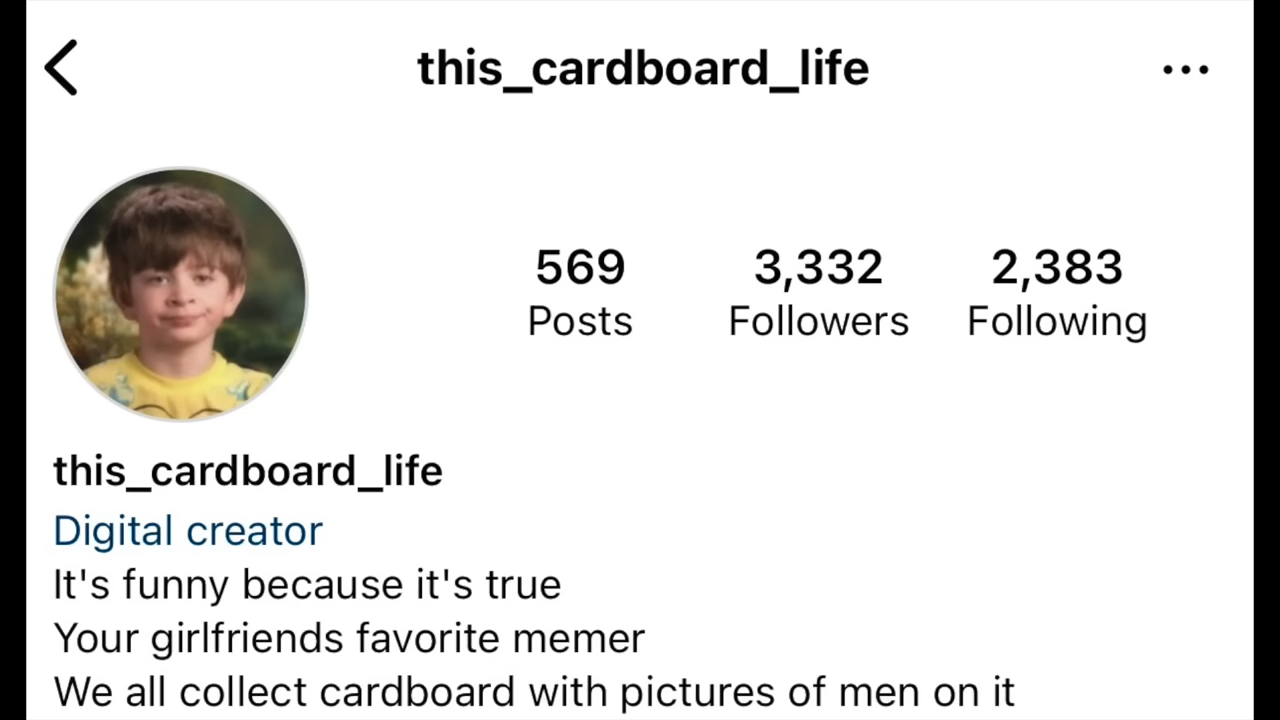 this_cardboard_life
569 3,332 2,383
Posts Followers Following
this_cardboard_life
Digital creator
It's funny because it's true
Your girlfriends favorite memer
We all collect cardboard with pictures of men on it